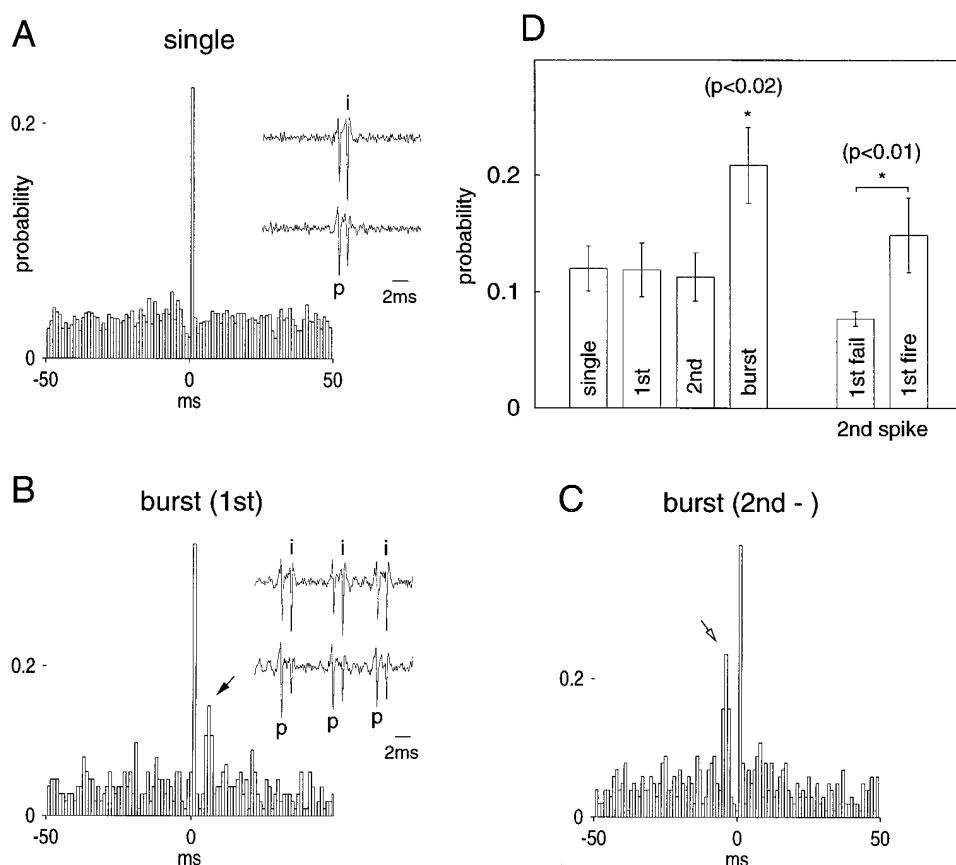 A
single
0.2
probability
0
-50
0
50
ms
i
p
2ms
D
(p<0.02)
*
(p<0.01)
*
0.2
probability
0.1
0
single
1st
2nd
burst
1st fail
1st fire
2nd spike
B
burst (1st)
0.2
0
-50
0
ms
i
i
i
p
p
p
2ms
C
burst (2nd - )
0.2
0
-50
0
50
ms